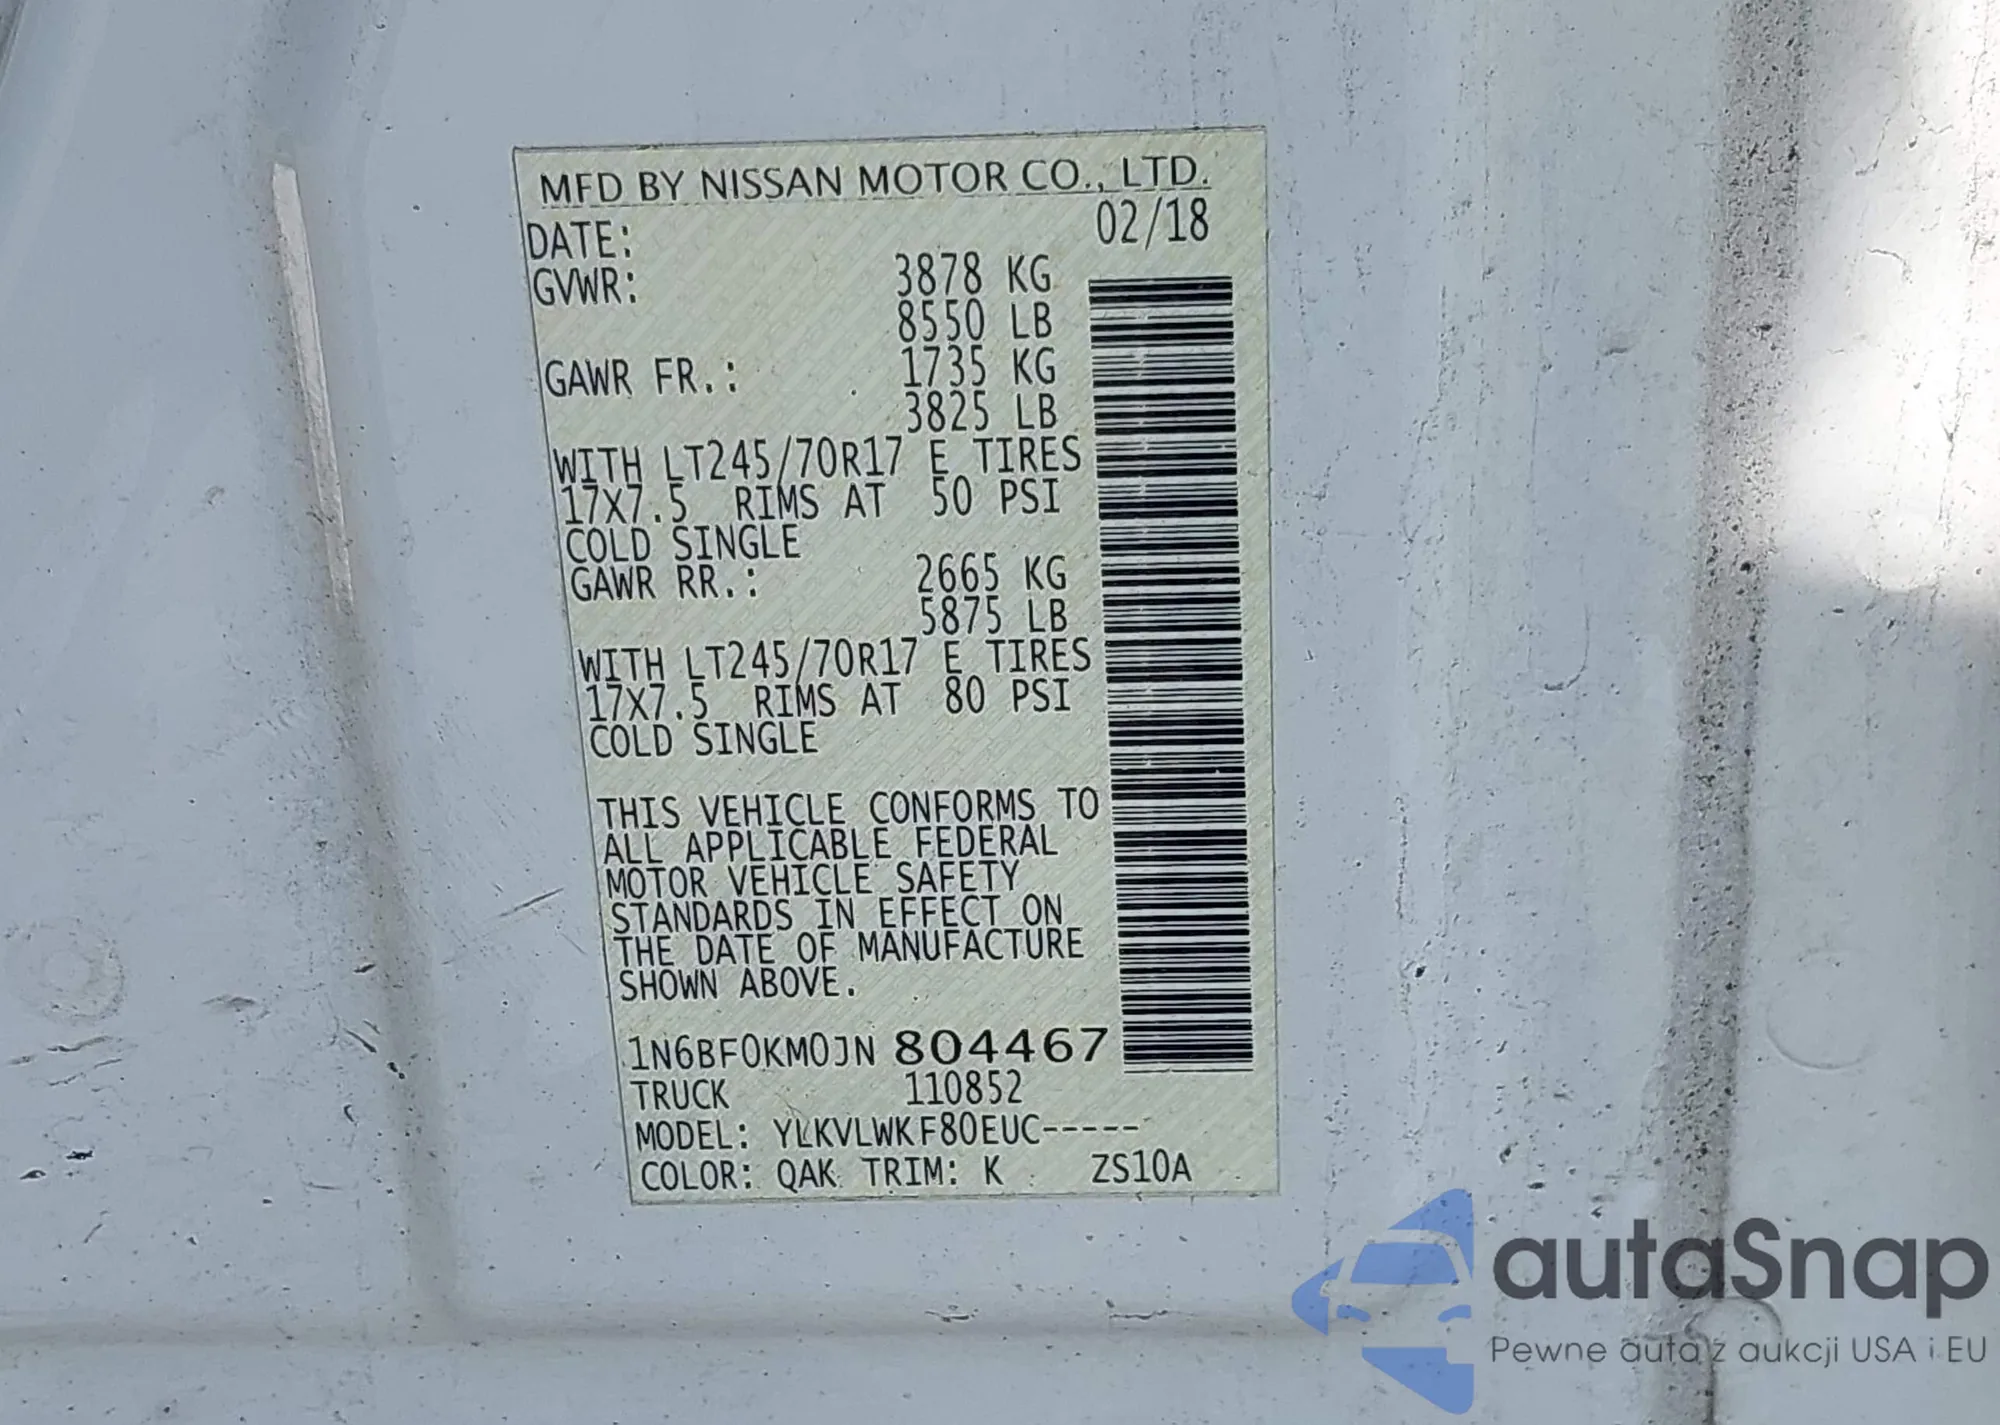 MFD BY NISSAN MOTOR CO., LTD.
DATE: 02/18
GVWR: 3878 KG
8550 LB
GAWR FR.: 1735 KG
3825 LB
WITH LT245/70R17 E TIRES
17X7.5 RIMS AT 50 PSI
COLD SINGLE
GAWR RR.: 2665 KG
5875 LB
WITH LT245/70R17 E TIRES
17X7.5 RIMS AT 80 PSI
COLD SINGLE
THIS VEHICLE CONFORMS TO
ALL APPLICABLE FEDERAL
MOTOR VEHICLE SAFETY
STANDARDS IN EFFECT ON
THE DATE OF MANUFACTURE
SHOWN ABOVE.
1N6BF0KM0JN 804467
TRUCK 110852
MODEL: YLKVLWKF80EUC-----
COLOR: QAK TRIM: K ZS10A
autaSnap
Pewne auta z aukcji USA i EU